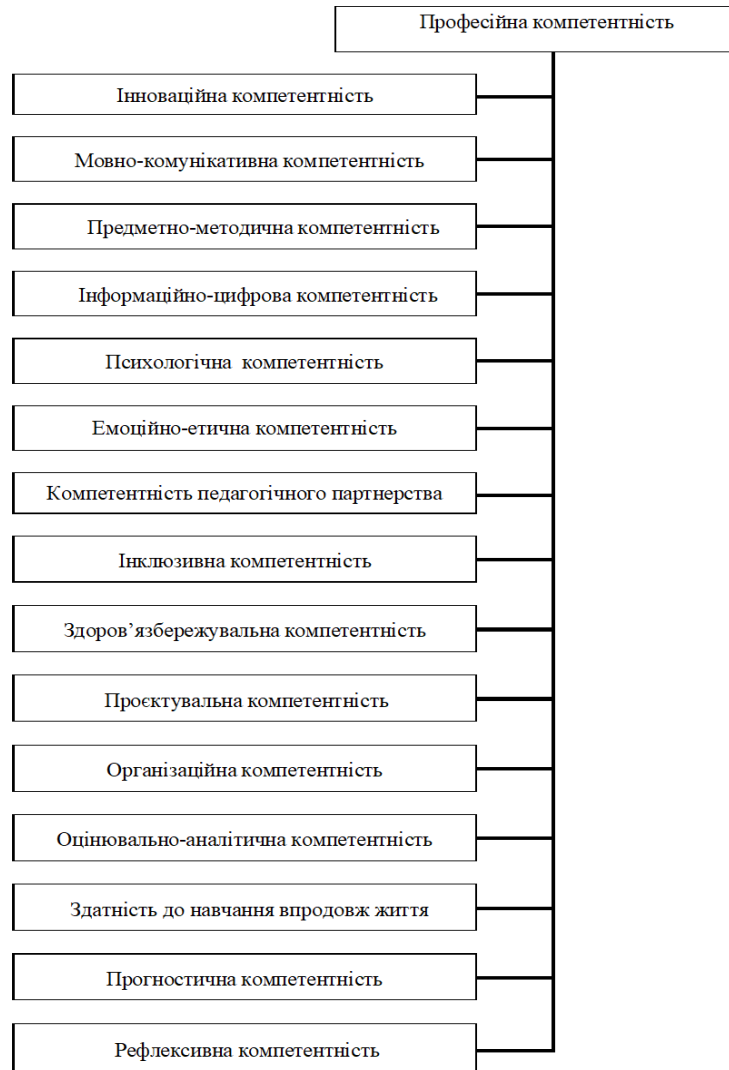 Професійна компетентність
Інноваційна компетентність
Мовно-комунікативна компетентність
Предметно-методична компетентність
Інформаційно-цифрова компетентність
Психологічна компетентність
Емоційно-етична компетентність
Компетентність педагогічного партнерства
Інклюзивна компетентність
Здоров’язбережувальна компетентність
Проєктувальна компетентність
Організаційна компетентність
Оцінювально-аналітична компетентність
Здатність до навчання впродовж життя
Прогностична компетентність
Рефлексивна компетентність